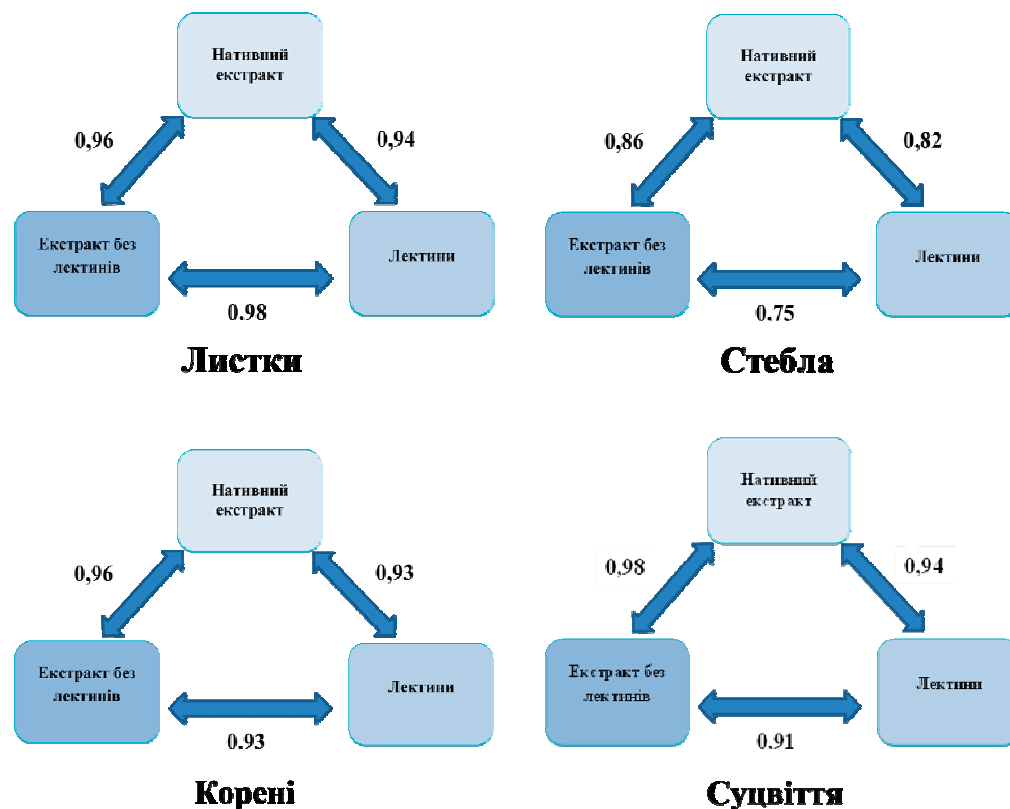 Нативний
екстракт
0,96
0,94
Екстракт без
лектинів
Лектини
0.98
Листки
Нативний
екстракт
0,86
0,82
Екстракт без
лектинів
Лектини
0.75
Стебла
Нативний
екстракт
0,96
0,93
Екстракт без
лектинів
Лектини
0.93
Корені
Нативний
екстракт
0,98
0,94
Екстракт без
лектинів
Лектини
0.91
Суцвіття